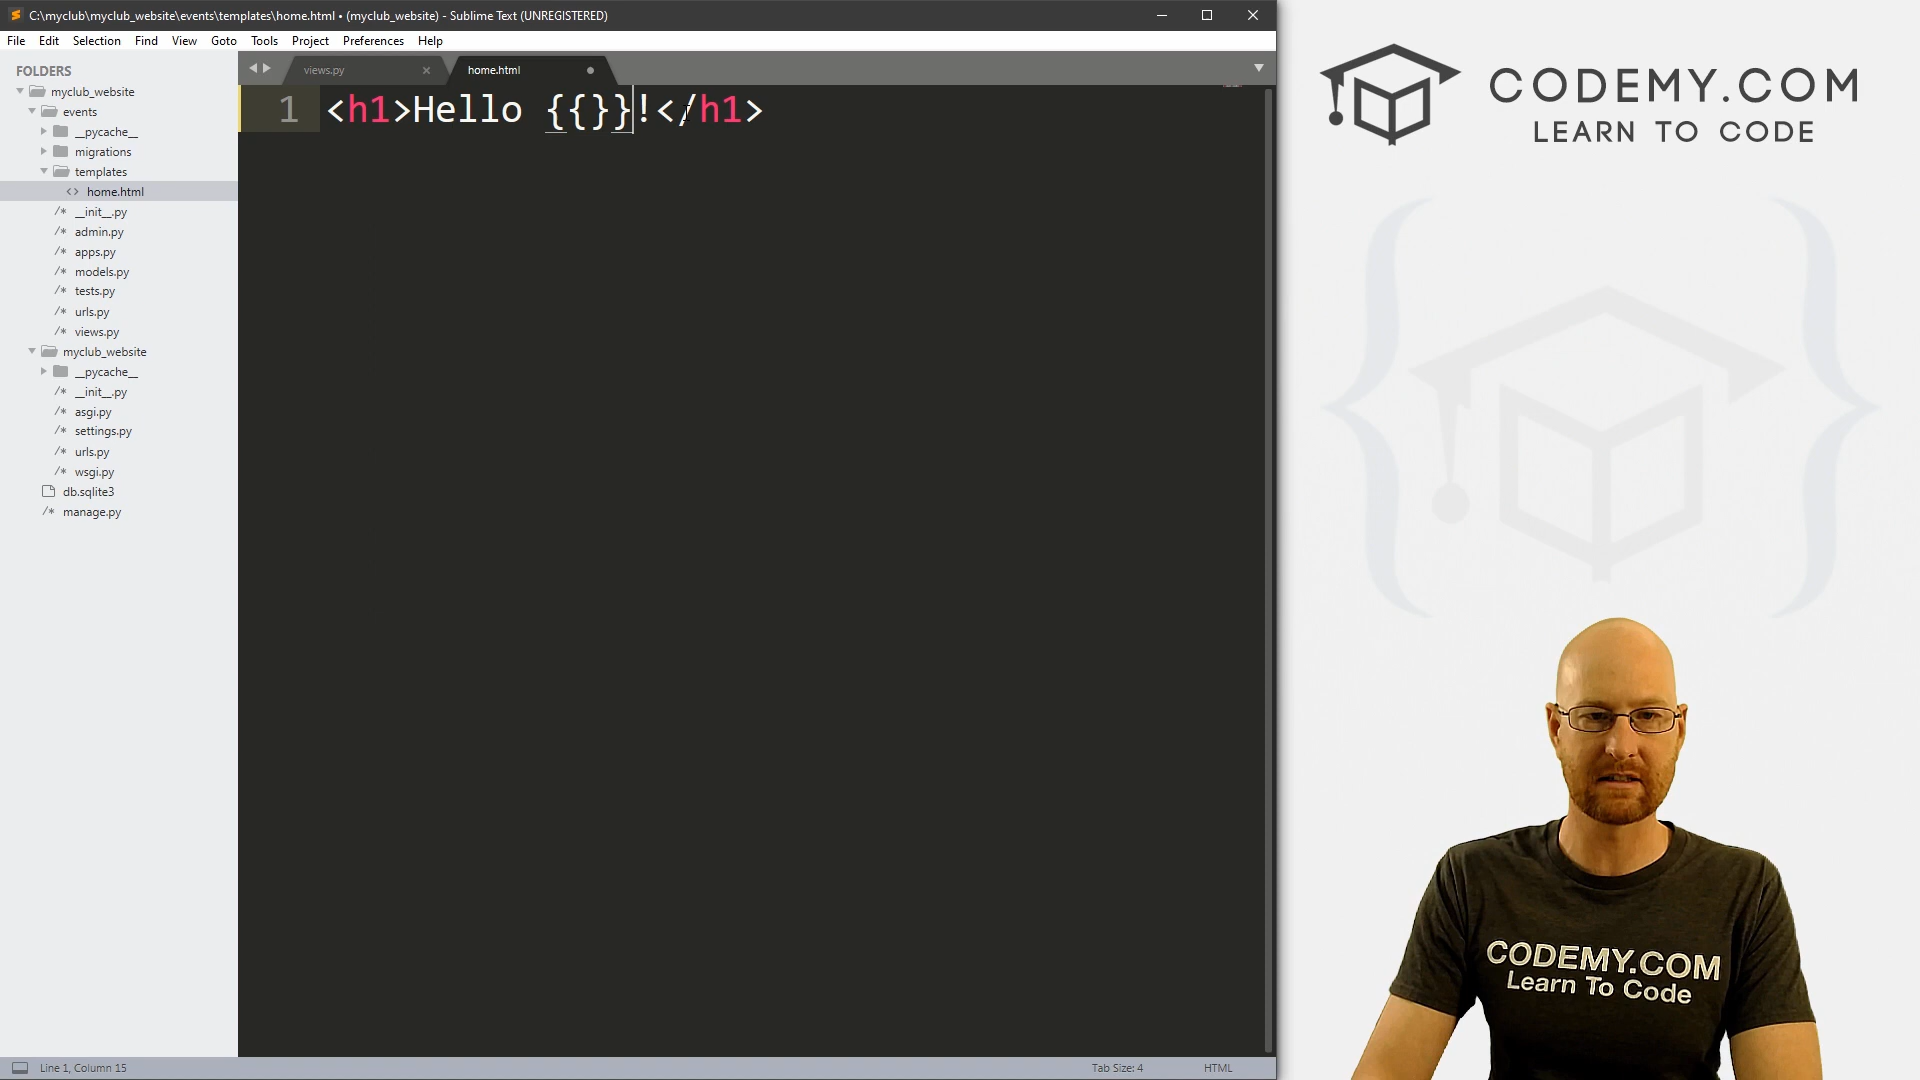 C:\myclub\myclub_website\events\templates\home.html • (myclub_website) - Sublime Text (UNREGISTERED)
File Edit Selection Find View Goto Tools Project Preferences Help
FOLDERS
myclub_website
events
__pycache__
migrations
templates
<> home.html
/* __init__.py
/* admin.py
/* apps.py
/* models.py
/* tests.py
/* urls.py
/* views.py
myclub_website
__pycache__
/* __init__.py
/* asgi.py
/* settings.py
/* urls.py
/* wsgi.py
db.sqlite3
/* manage.py
views.py
home.html
1 <h1>Hello {{}}!</h1>
Line 1, Column 15
Tab Size: 4
HTML
CODEMY.COM
LEARN TO CODE
CODEMY.COM
Learn To Code